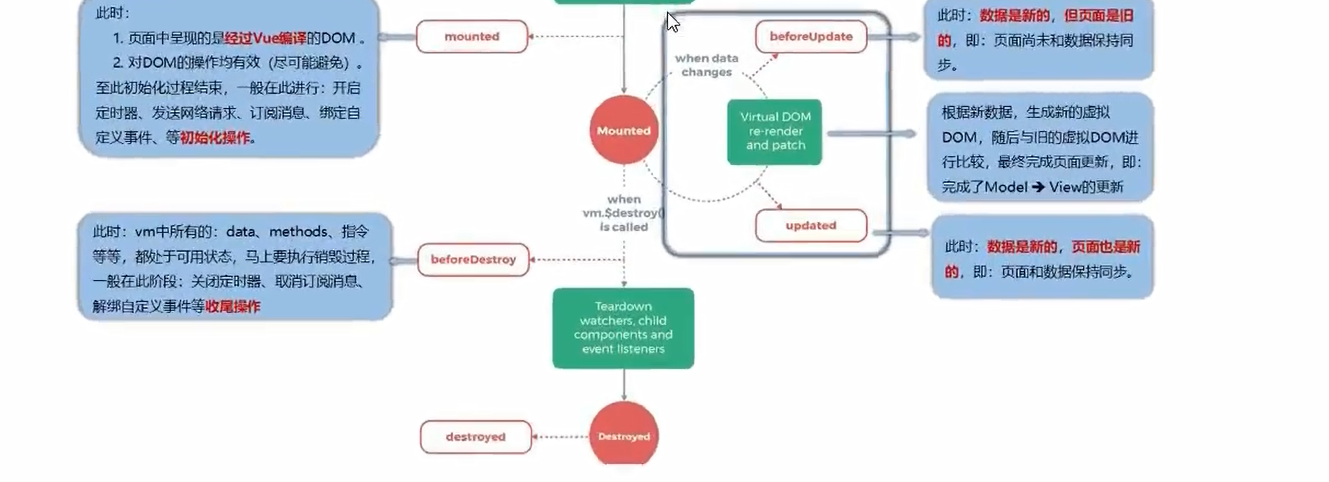 此时：
1. 页面中呈现的是经过Vue编译的DOM 。
2. 对DOM的操作均有效（尽可能避免）。
至此初始化过程结束，一般在此进行：开启
定时器、发送网络请求、订阅消息、绑定自
定义事件、等初始化操作。
mounted
Mounted
when data
changes
beforeUpdate
此时：数据是新的，但页面是旧
的，即：页面尚未和数据保持同
步。
Virtual DOM
re-render
and patch
根据新数据，生成新的虚拟
DOM，随后与旧的虚拟DOM进
行比较，最终完成页面更新，即：
完成了Model ➔ View的更新
updated
此时：数据是新的，页面也是新
的，即：页面和数据保持同步。
when
vm.$destroy()
is called
此时：vm中所有的：data、methods、指令
等等，都处于可用状态，马上要执行销毁过程，
一般在此阶段：关闭定时器、取消订阅消息、
解绑自定义事件等收尾操作
beforeDestroy
Teardown
watchers, child
components and
event listeners
destroyed
Destroyed